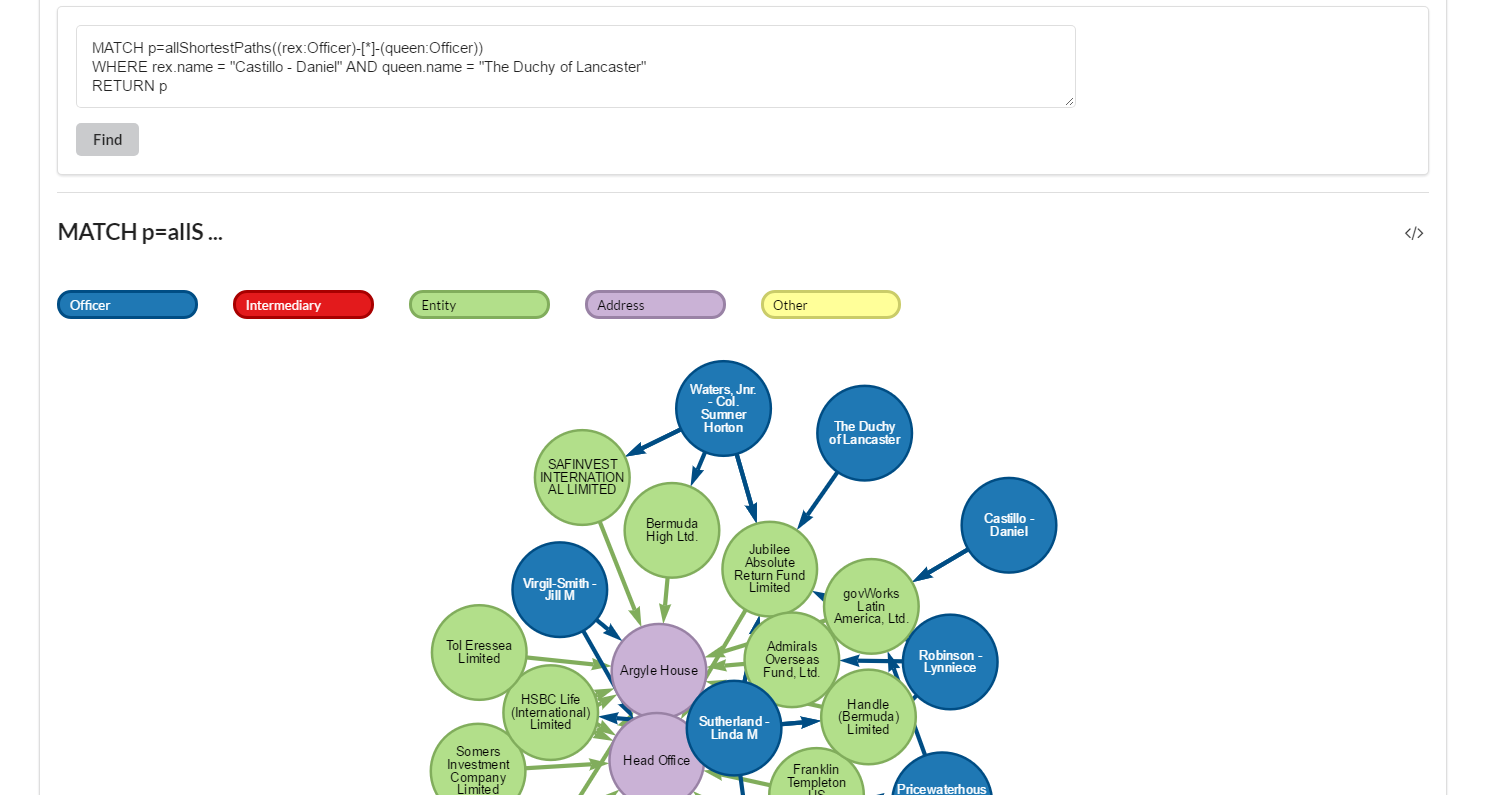 MATCH p=allShortestPaths((rex:Officer)-[*]-(queen:Officer))
WHERE rex.name = "Castillo - Daniel" AND queen.name = "The Duchy of Lancaster"
RETURN p
Find
MATCH p=allS ...
</>
Officer
Intermediary
Entity
Address
Other
Waters, Jnr.
- Col.
Sumner
Horton
The Duchy
of Lancaster
SAFINVEST
INTERNATION
AL LIMITED
Bermuda
High Ltd.
Castillo -
Daniel
Jubilee
Absolute
Return Fund
Limited
Virgil-Smith -
Jill M
govWorks
Latin
America, Ltd.
Tol Eressea
Limited
Argyle House
Admirals
Overseas
Fund, Ltd.
Robinson -
Lynniece
HSBC Life
(International)
Limited
Sutherland -
Linda M
Handle
(Bermuda)
Limited
Somers
Investment
Company
Limited
Head Office
Franklin
Templeton
US
Pricewaterhous